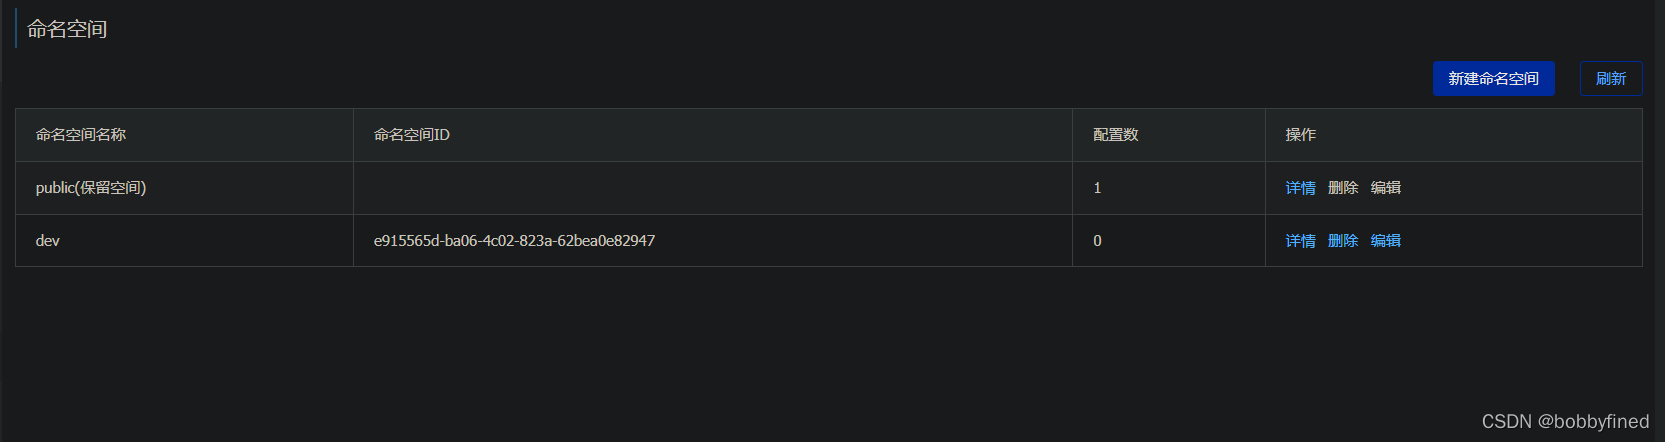 命名空间
新建命名空间 刷新
命名空间名称 命名空间ID 配置数 操作
public(保留空间) 1 详情 删除 编辑
dev e915565d-ba06-4c02-823a-62bea0e82947 0 详情 删除 编辑
CSDN @bobbyfined